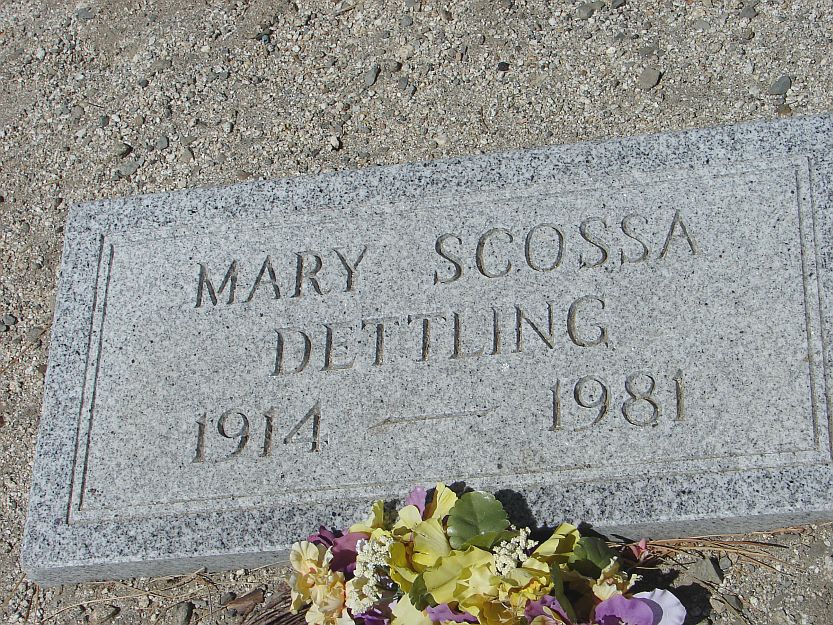 MARY SCOSSA
DETTLING
1914 — 1981